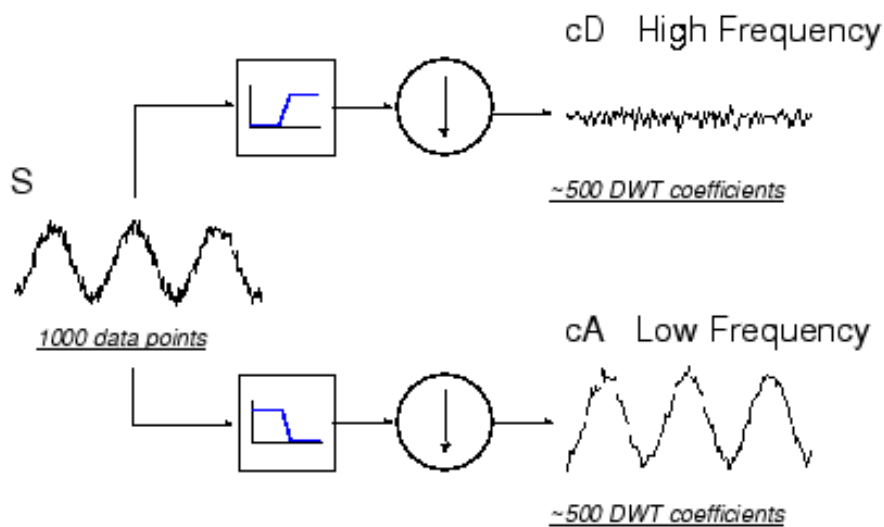 cD High Frequency
~500 DWT coefficients
S
1000 data points
cA Low Frequency
~500 DWT coefficients